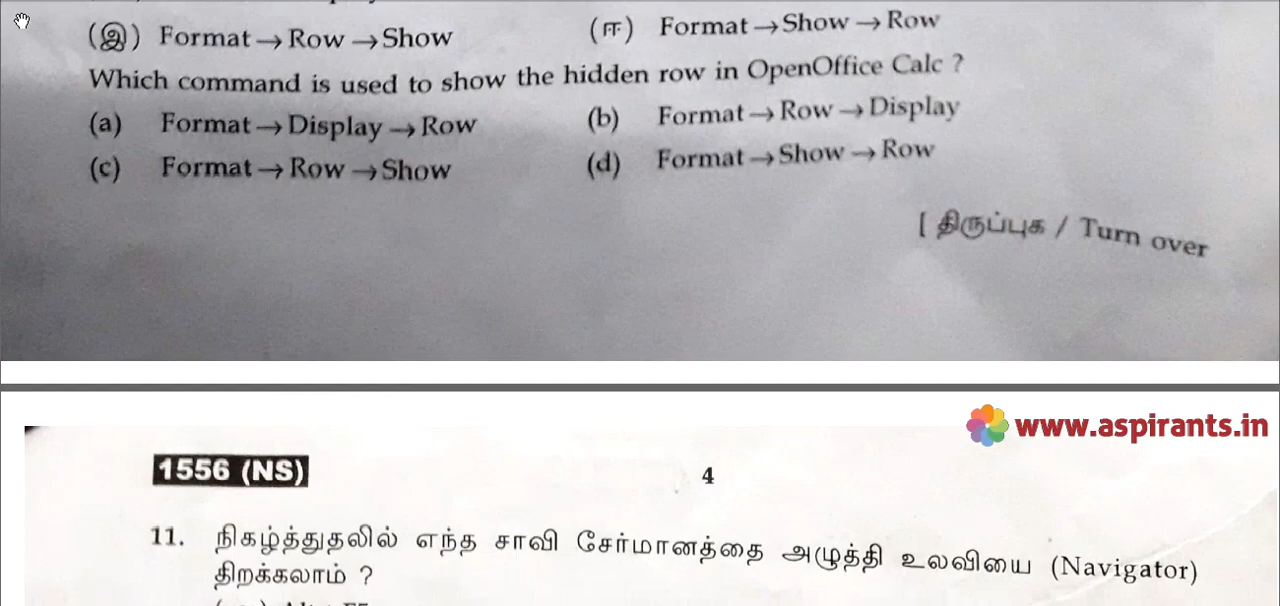 (இ) Format → Row → Show (ஈ) Format → Show → Row
Which command is used to show the hidden row in OpenOffice Calc ?
(a) Format → Display → Row (b) Format → Row → Display
(c) Format → Row → Show (d) Format → Show → Row
[ திருப்புக / Turn over
www.aspirants.in
1556 (NS) 4
11. நிகழ்த்துதலில் எந்த சாவி சேர்மானத்தை அழுத்தி உலவியை (Navigator)
திறக்கலாம் ?